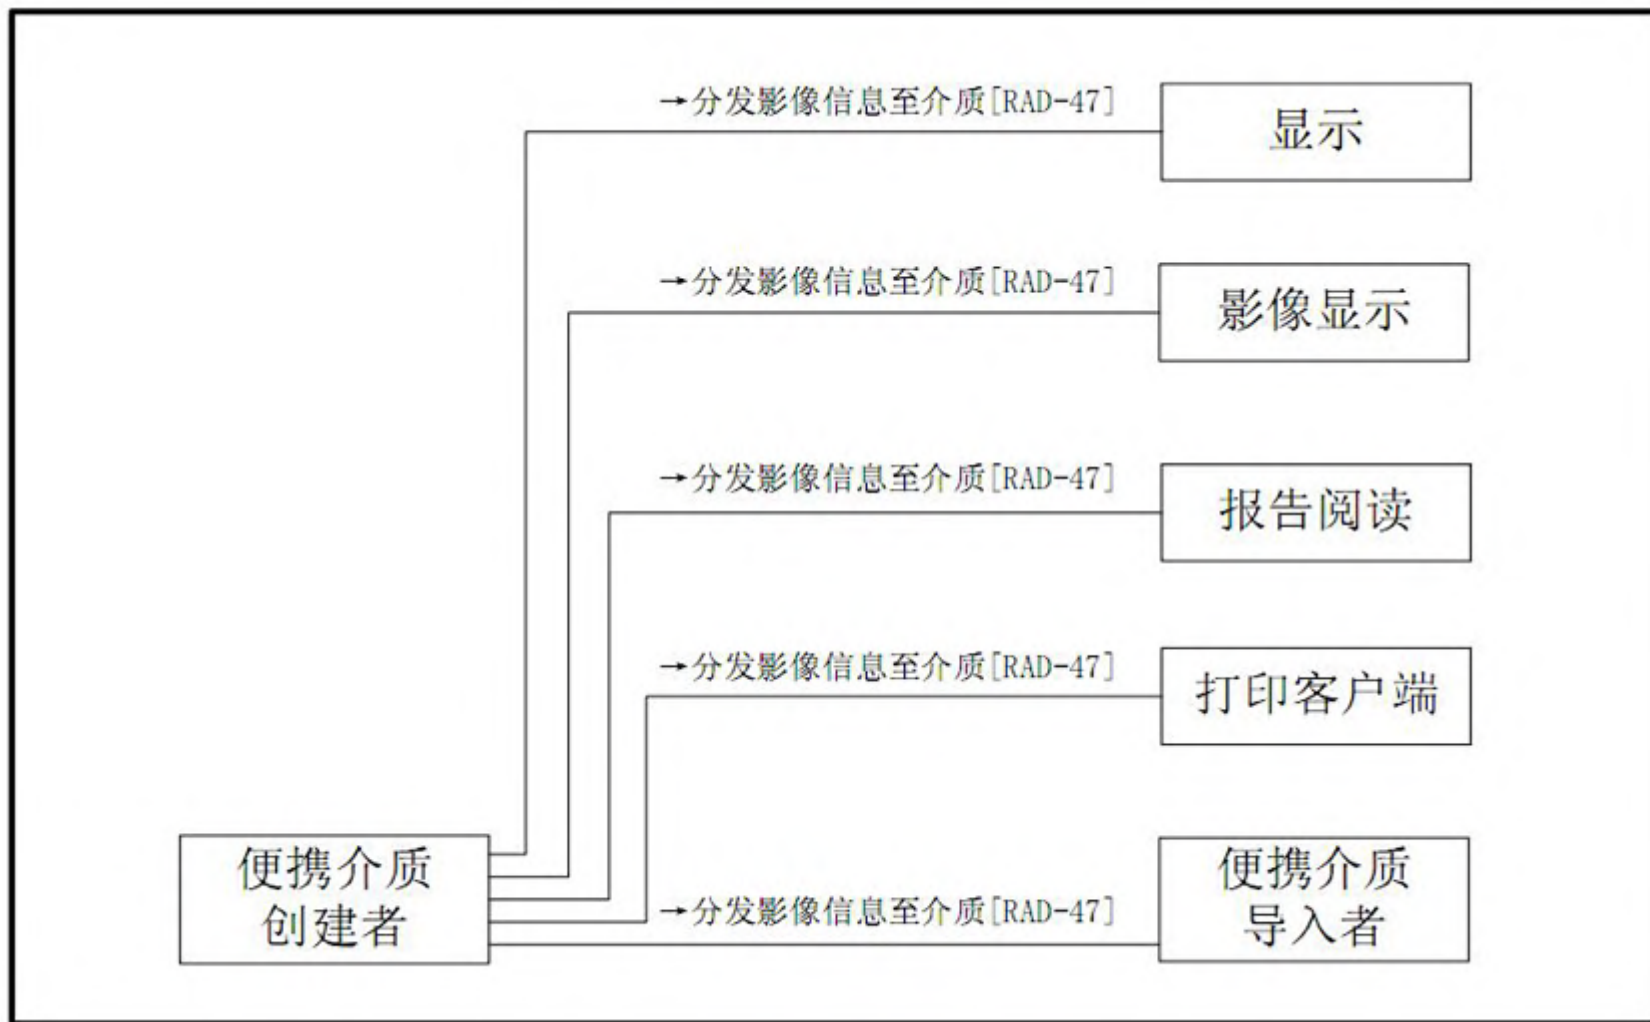 →分发影像信息至介质[RAD-47]
显示
→分发影像信息至介质[RAD-47]
影像显示
→分发影像信息至介质[RAD-47]
报告阅读
→分发影像信息至介质[RAD-47]
打印客户端
便携介质
创建者
→分发影像信息至介质[RAD-47]
便携介质
导入者